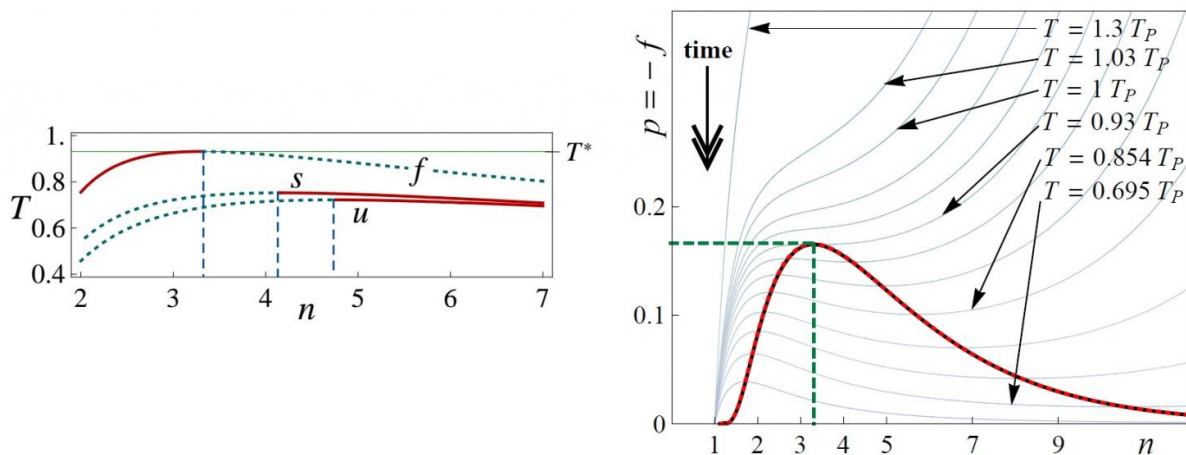 1.
0.8
0.6
0.4
T
2
3
4
5
6
7
n
f
s
u
T*
p = – f
time
T = 1.3 T_P
T = 1.03 T_P
T = 1 T_P
T = 0.93 T_P
T = 0.854 T_P
T = 0.695 T_P
0.2
0.1
0
1
2
3
4
5
7
9
n